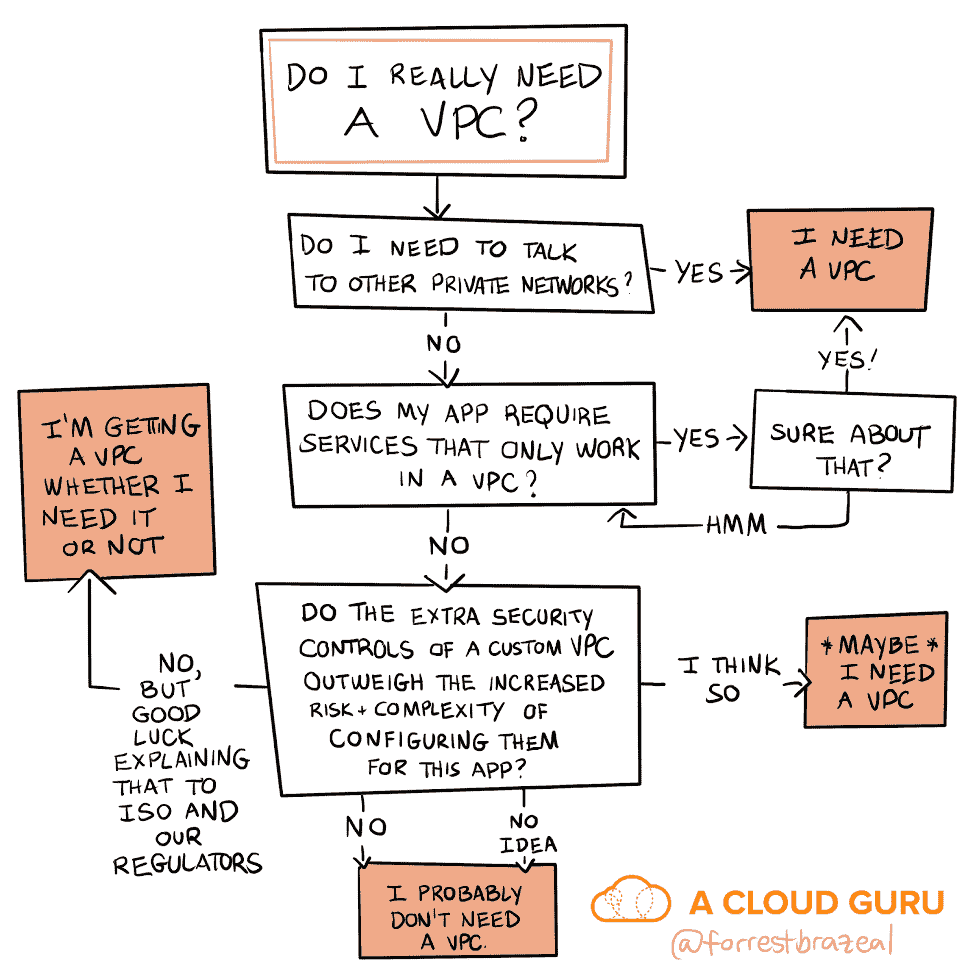 DO I REALLY NEED
A VPC?
DO I NEED TO TALK
TO OTHER PRIVATE NETWORKS?
YES
I NEED
A VPC
NO
YES!
DOES MY APP REQUIRE
SERVICES THAT ONLY WORK
IN A VPC?
YES
SURE ABOUT
THAT?
HMM
I'M GETTING
A VPC
WHETHER I
NEED IT
OR NOT
NO
DO THE EXTRA SECURITY
CONTROLS OF A CUSTOM VPC
OUTWEIGH THE INCREASED
RISK + COMPLEXITY OF
CONFIGURING THEM
FOR THIS APP?
I THINK
SO
*MAYBE*
I NEED
A VPC
NO,
BUT
GOOD
LUCK
EXPLAINING
THAT TO
ISO AND
OUR
REGULATORS
NO
NO
IDEA
I PROBABLY
DON'T NEED
A VPC.
A CLOUD GURU
@forrestbrazeal